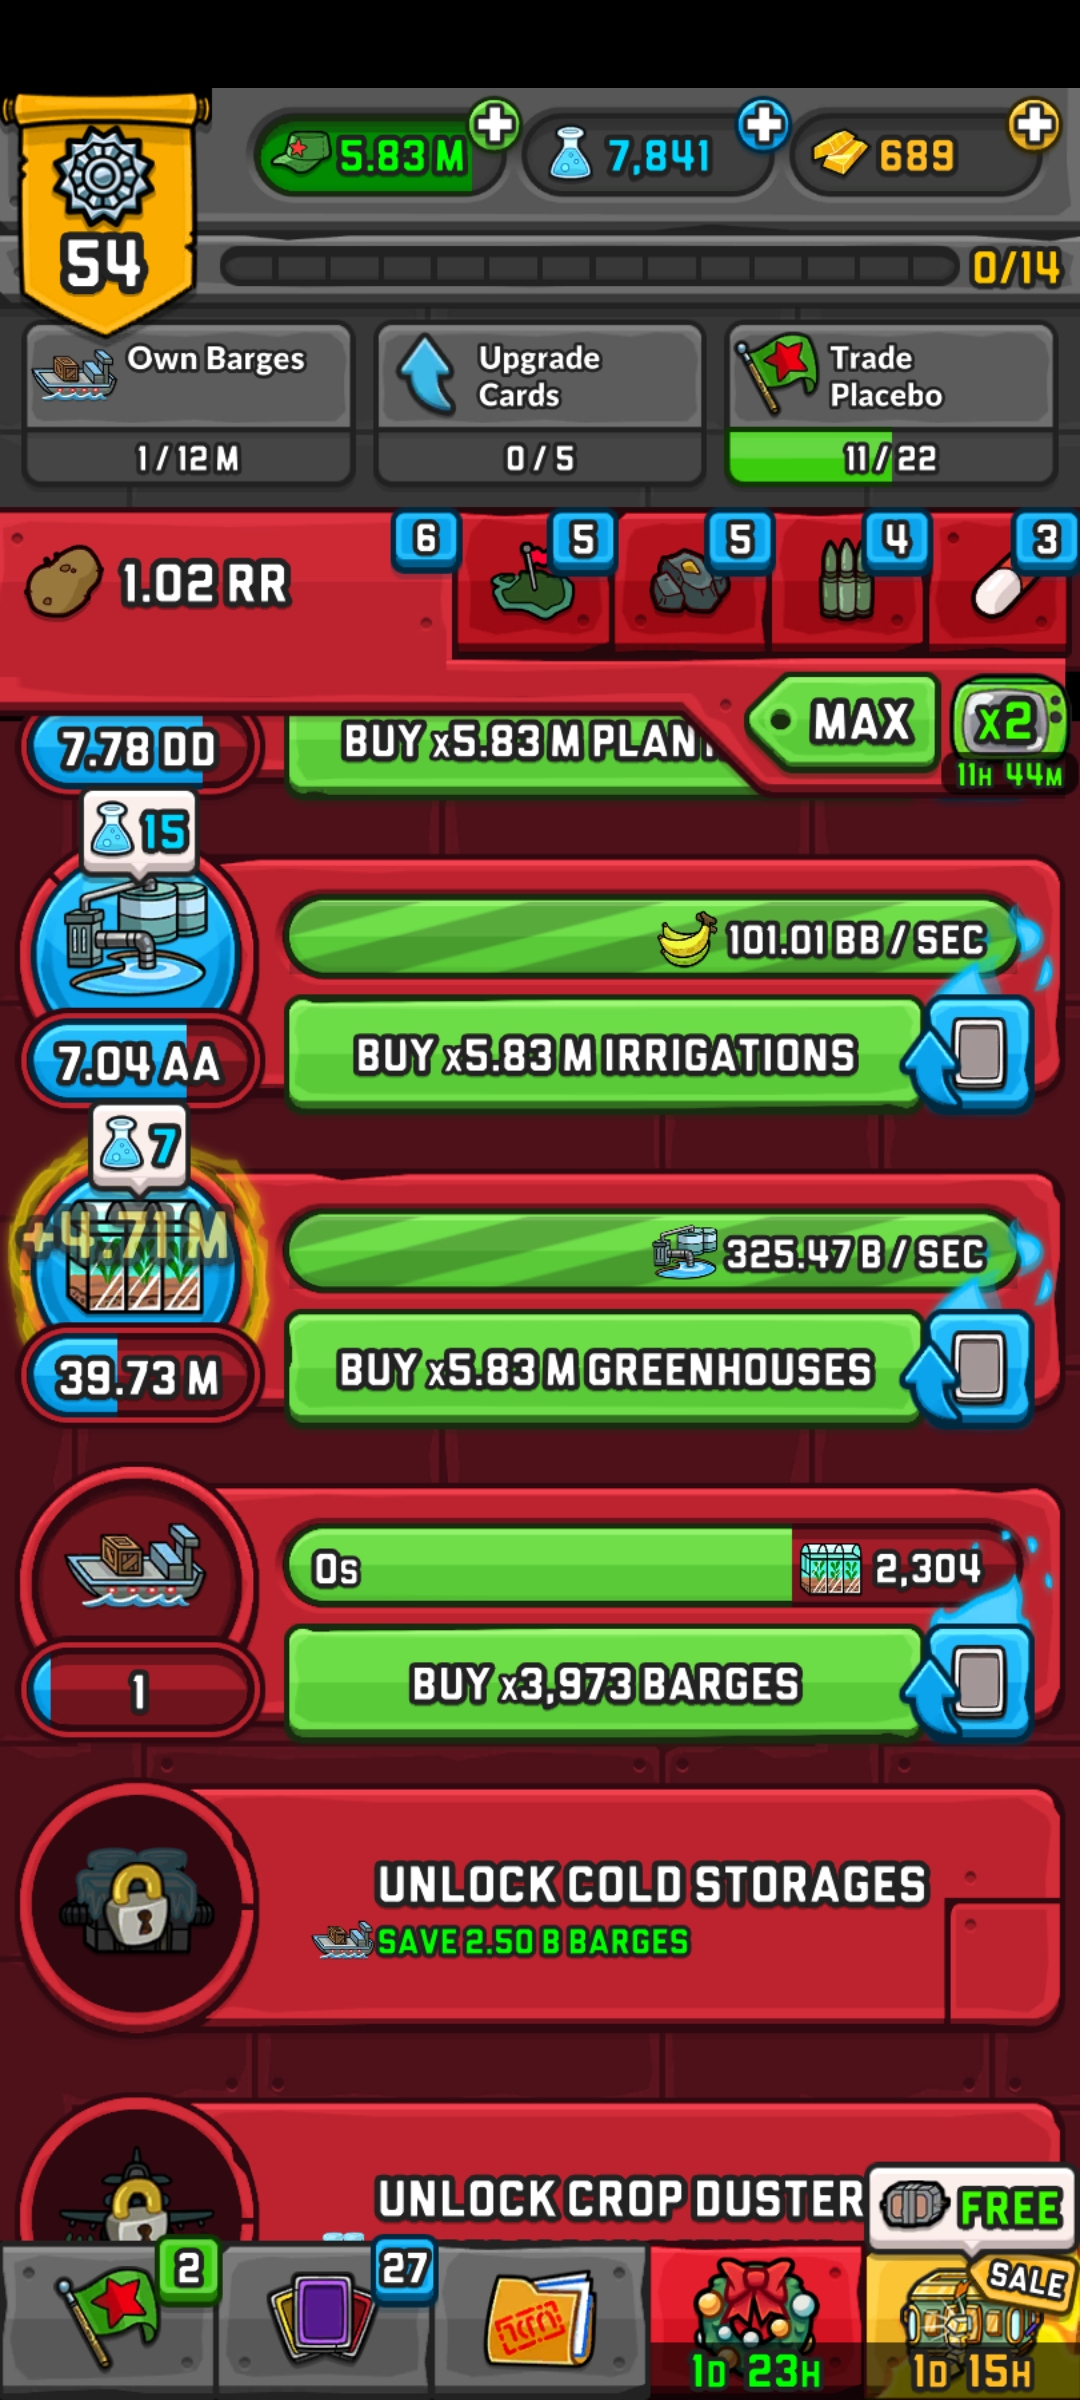 5.83 M
7,841
689
54
0/14
Own Barges
1 / 12 M
Upgrade
Cards
0 / 5
Trade
Placebo
11 / 22
1.02 RR
6
5
5
4
3
MAX
x2
11H 44M
7.78 DD
BUY x5.83 M PLAN
15
101.01 BB / SEC
7.04 AA
BUY x5.83 M IRRIGATIONS
7
+4.71 M
325.47 B / SEC
39.73 M
BUY x5.83 M GREENHOUSES
0s
2,304
1
BUY x3,973 BARGES
UNLOCK COLD STORAGES
SAVE 2.50 B BARGES
UNLOCK CROP DUSTER
FREE
2
27
SALE
1D 23H
1D 15H